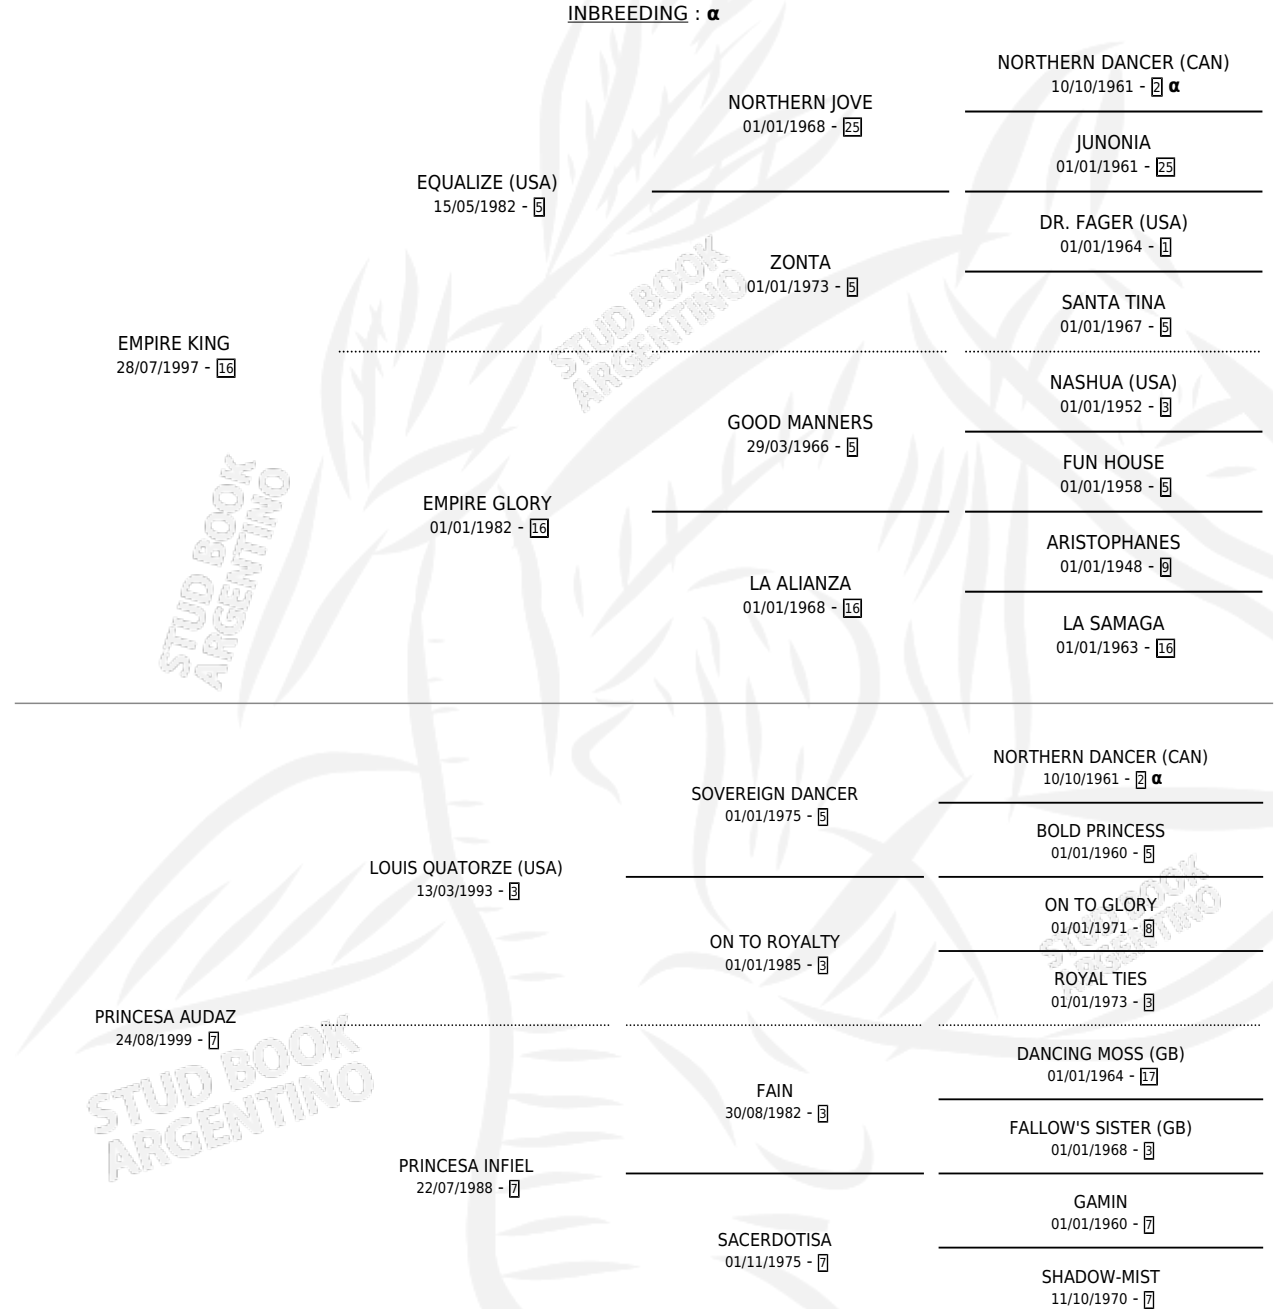 INBREEDING : α
NORTHERN DANCER (CAN)
10/10/1961 - 2 α
NORTHERN JOVE
01/01/1968 - 25
JUNONIA
01/01/1961 - 25
EQUALIZE (USA)
15/05/1982 - 5
DR. FAGER (USA)
01/01/1964 - 1
ZONTA
01/01/1973 - 5
SANTA TINA
01/01/1967 - 5
EMPIRE KING
28/07/1997 - 16
NASHUA (USA)
01/01/1952 - 3
GOOD MANNERS
29/03/1966 - 5
FUN HOUSE
01/01/1958 - 5
EMPIRE GLORY
01/01/1982 - 16
ARISTOPHANES
01/01/1948 - 9
LA ALIANZA
01/01/1968 - 16
LA SAMAGA
01/01/1963 - 16
NORTHERN DANCER (CAN)
10/10/1961 - 2 α
SOVEREIGN DANCER
01/01/1975 - 5
BOLD PRINCESS
01/01/1960 - 5
LOUIS QUATORZE (USA)
13/03/1993 - 3
ON TO GLORY
01/01/1971 - 8
ON TO ROYALTY
01/01/1985 - 3
ROYAL TIES
01/01/1973 - 3
PRINCESA AUDAZ
24/08/1999 - 7
DANCING MOSS (GB)
01/01/1964 - 17
FAIN
30/08/1982 - 3
FALLOW'S SISTER (GB)
01/01/1968 - 3
PRINCESA INFIEL
22/07/1988 - 7
GAMIN
01/01/1960 - 7
SACERDOTISA
01/11/1975 - 7
SHADOW-MIST
11/10/1970 - 7
STUD BOOK
ARGENTINO
STUD BOOK
ARGENTINO
STUD BOOK
ARGENTINO
STUD BOOK
ARGENTINO